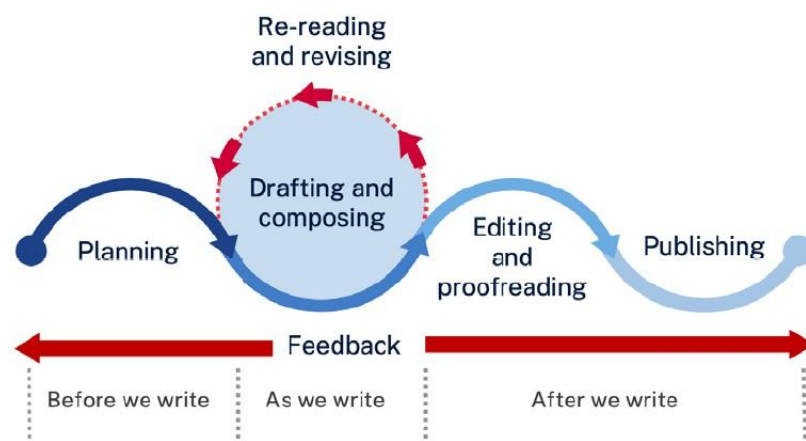 Re-reading
and revising
Drafting and
composing
Planning
Editing
and
proofreading
Publishing
Feedback
Before we write
As we write
After we write